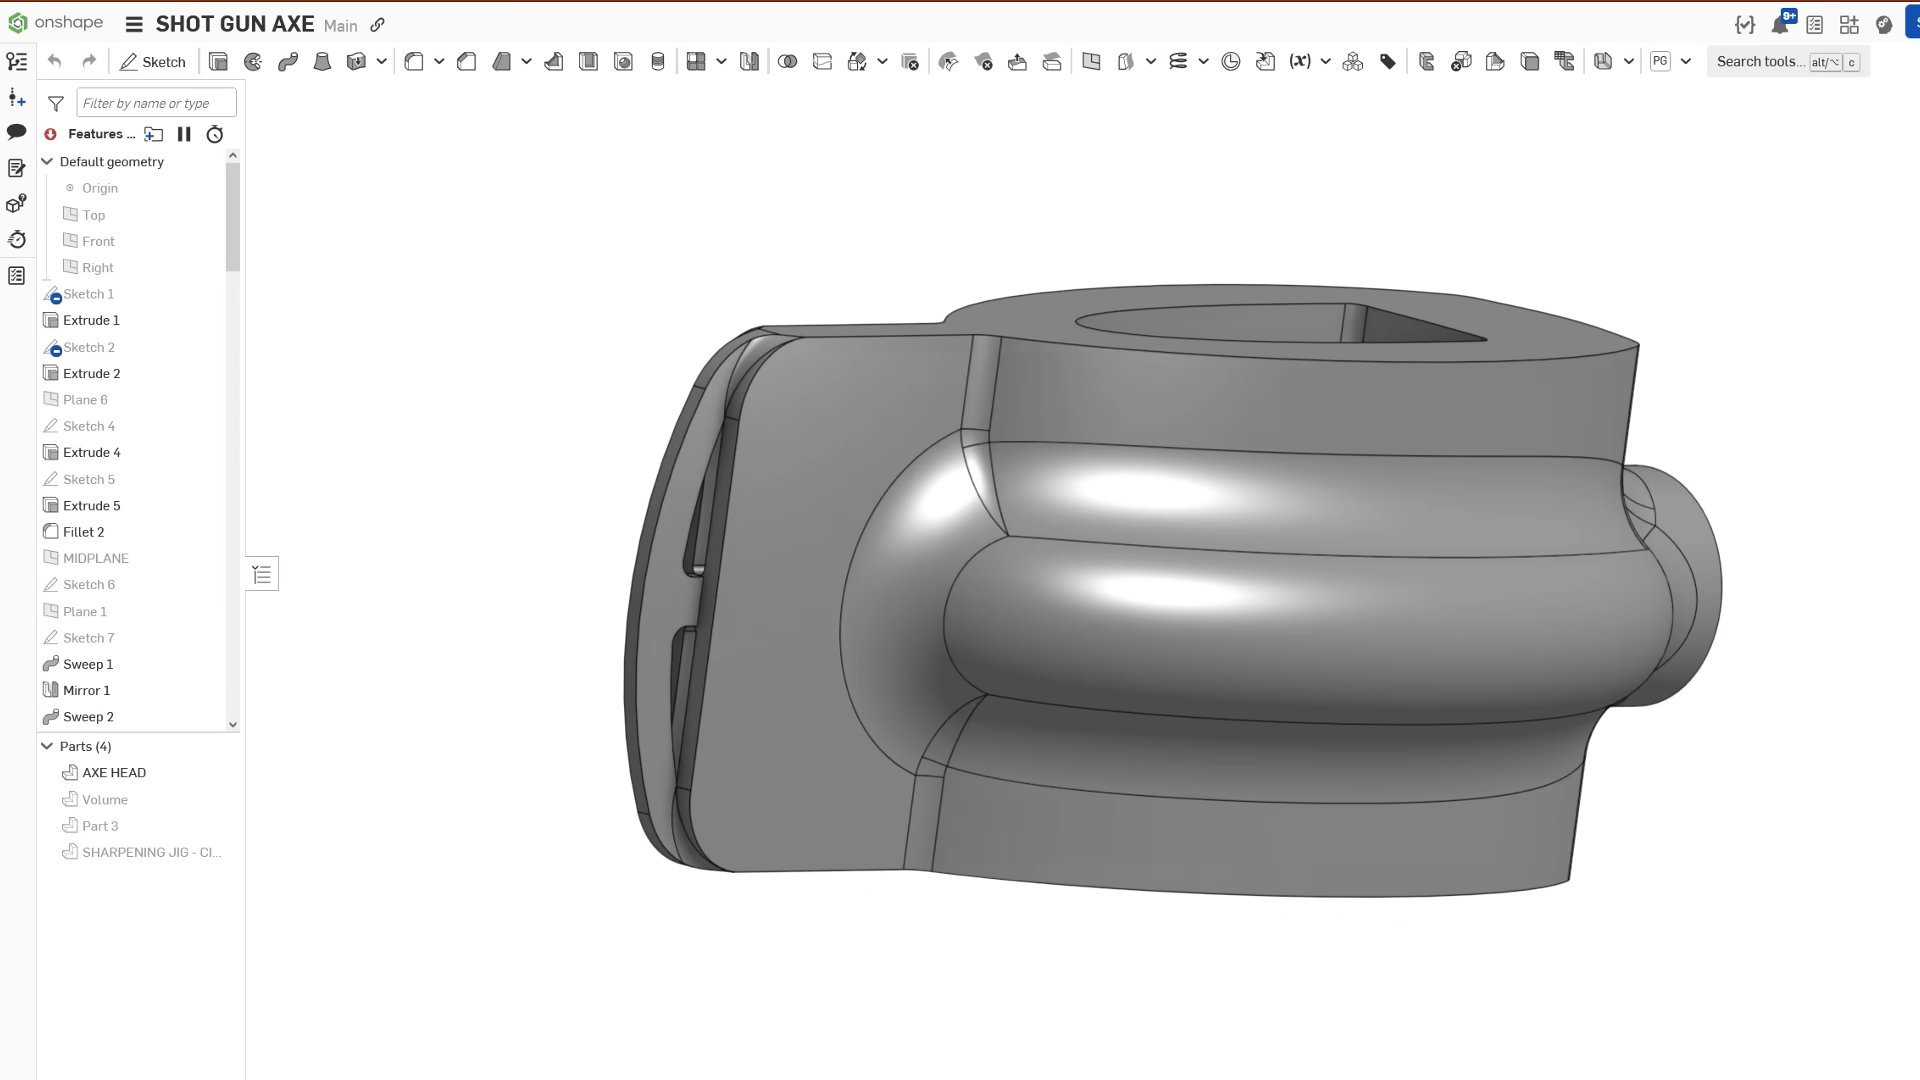 onshape
SHOT GUN AXE Main
9+
Sketch
PG
Search tools... alt/⌥ c
Filter by name or type
Features ...
Default geometry
Origin
Top
Front
Right
Sketch 1
Extrude 1
Sketch 2
Extrude 2
Plane 6
Sketch 4
Extrude 4
Sketch 5
Extrude 5
Fillet 2
MIDPLANE
Sketch 6
Plane 1
Sketch 7
Sweep 1
Mirror 1
Sweep 2
Parts (4)
AXE HEAD
Volume
Part 3
SHARPENING JIG - CI...